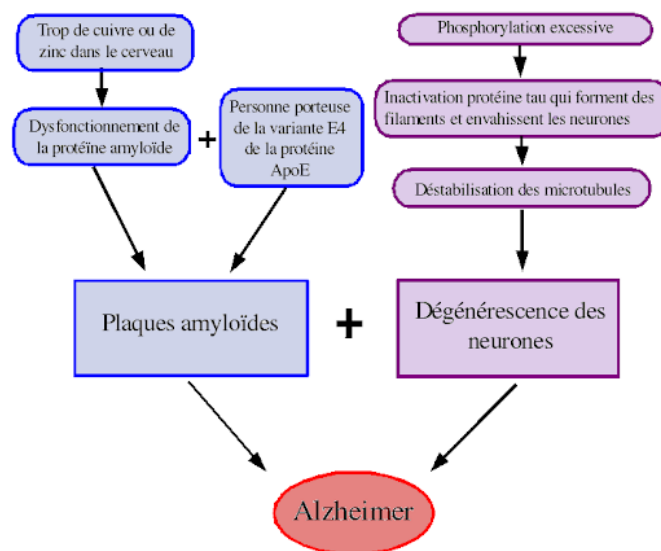 Trop de cuivre ou de
zinc dans le cerveau
Dysfonctionnement de
la protéïne amyloïde
+
Personne porteuse
de la variante E4
de la protéine
ApoE
Plaques amyloïdes
+
Phosphorylation excessive
Inactivation protéine tau qui forment des
filaments et envahissent les neurones
Déstabilisation des microtubules
Dégénérescence des
neurones
Alzheimer